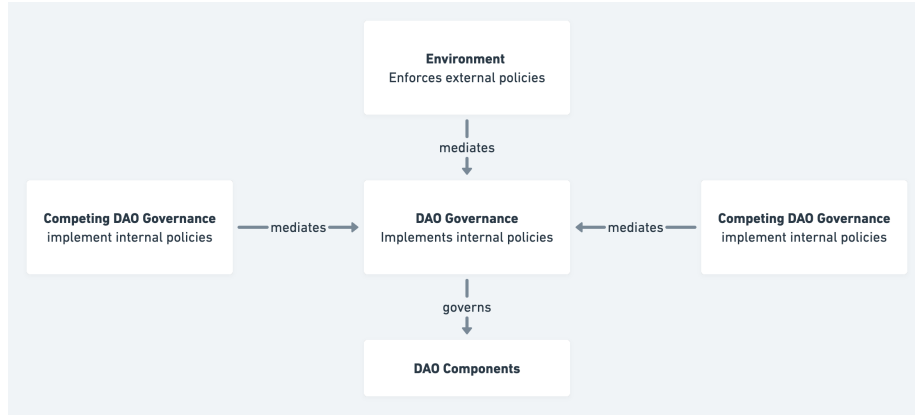 Environment
Enforces external policies
mediates
Competing DAO Governance
implement internal policies
mediates
DAO Governance
Implements internal policies
mediates
Competing DAO Governance
implement internal policies
governs
DAO Components